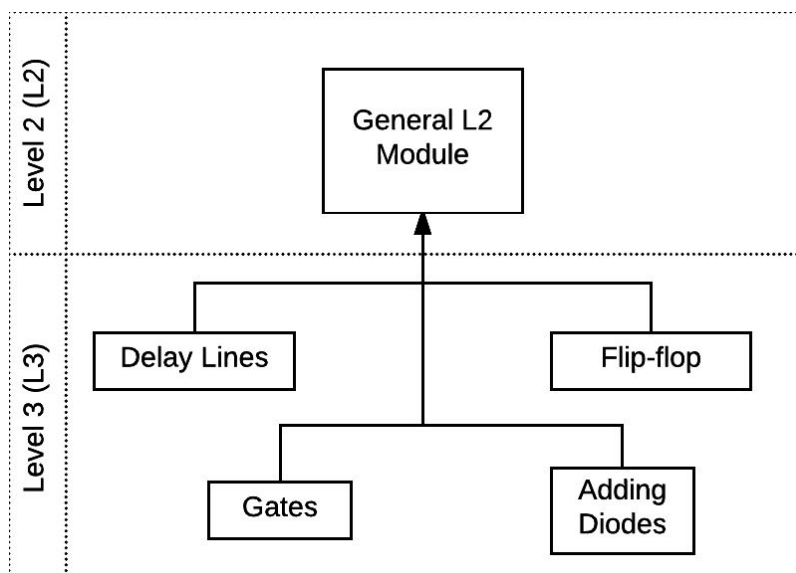 Level 2 (L2)
General L2
Module
Level 3 (L3)
Delay Lines
Flip-flop
Gates
Adding
Diodes